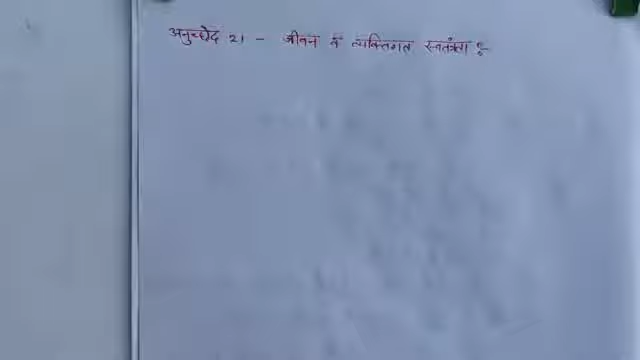 अनुच्छेद 21 - जीवन व व्यक्तिगत स्वतंत्रता :-